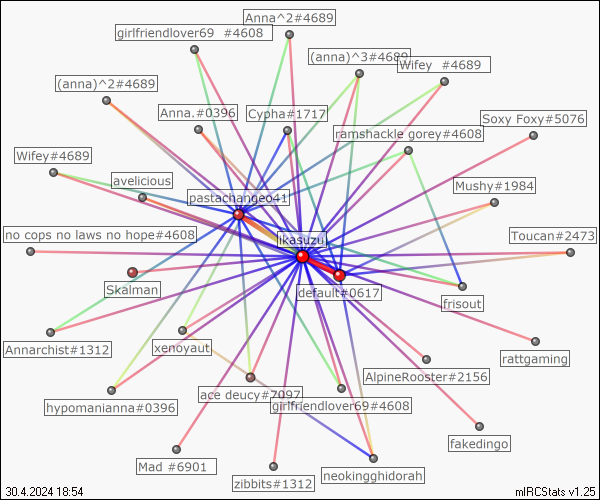 Anna^2#4689
girlfriendlover69 #4608
(anna)^3#4689
Wifey #4689
(anna)^2#4689
Anna.#0396
Cypha#1717
Soxy Foxy#5076
ramshackle gorey#4608
Wifey#4689
avelicious
Mushy#1984
pastachangeo41
no cops no laws no hope#4608
likasuzu
Toucan#2473
Skalman
default#0617
frisout
Annarchist#1312
xenoyaut
rattgaming
AlpineRooster#2156
hypomanianna#0396
ace deucy#7097
girlfriendlover69#4608
fakedingo
Mad #6901
zibbits#1312
neokingghidorah
30.4.2024 18:54
mIRCStats v1.25